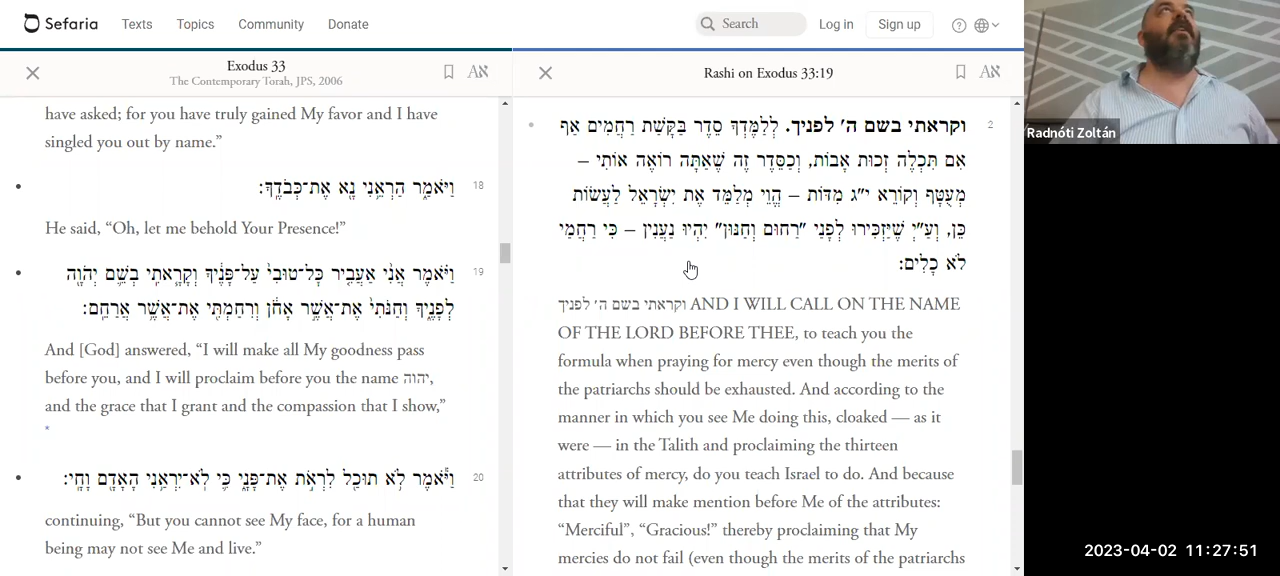 Sefaria Texts Topics Community Donate Search Log in Sign up
Exodus 33
The Contemporary Torah, JPS, 2006
have asked; for you have truly gained My favor and I have
singled you out by name.”
18 וַיֹּאמַ֑ר הַרְאֵ֥נִי נָ֖א אֶת־כְּבֹדֶֽךָ׃
He said, “Oh, let me behold Your Presence!”
19 וַיֹּ֗אמֶר אֲנִ֨י אַעֲבִ֤יר כׇּל־טוּבִי֙ עַל־פָּנֶ֔יךָ וְקָרָ֧אתִֽי בְשֵׁ֛ם יְהֹוָ֖ה
לְפָנֶ֑יךָ וְחַנֹּתִי֙ אֶת־אֲשֶׁ֣ר אָחֹ֔ן וְרִחַמְתִּ֖י אֶת־אֲשֶׁ֥ר אֲרַחֵֽם׃
And [God] answered, “I will make all My goodness pass
before you, and I will proclaim before you the name יהוה,
and the grace that I grant and the compassion that I show,”
*
20 וַיֹּ֕אמֶר לֹ֥א תוּכַ֖ל לִרְאֹ֣ת אֶת־פָּנָ֑י כִּ֛י לֹֽא־יִרְאַ֥נִי הָאָדָ֖ם וָחָֽי׃
continuing, “But you cannot see My face, for a human
being may not see Me and live.”
Rashi on Exodus 33:19
2 וקראתי בשם ה׳ לפניך. לְלַמֶּדְךָ סֵדֶר בַּקָּשַׁת רַחֲמִים אַף
אִם תִּכְלֶה זְכוּת אָבוֹת, וְכַסֵּדֶר זֶה שֶׁאַתָּה רוֹאֶה אוֹתִי –
מְעֻטָּף וְקוֹרֵא י״ג מִדּוֹת – הֱוֵי מְלַמֵּד אֶת יִשְׂרָאֵל לַעֲשׂוֹת
כֵּן, וְעַ״יְ שֶׁיַּזְכִּירוּ לְפָנַי ״רַחוּם וְחַנּוּן״ יִהְיוּ נַעֲנִין – כִּי רַחֲמַי
לֹא כָלִים:
וקראתי בשם ה׳ לפניך AND I WILL CALL ON THE NAME
OF THE LORD BEFORE THEE, to teach you the
formula when praying for mercy even though the merits of
the patriarchs should be exhausted. And according to the
manner in which you see Me doing this, cloaked — as it
were — in the Talith and proclaiming the thirteen
attributes of mercy, do you teach Israel to do. And because
that they will make mention before Me of the attributes:
“Merciful”, “Gracious!” thereby proclaiming that My
mercies do not fail (even though the merits of the patriarchs
Radnóti Zoltán
2023-04-02 11:27:51